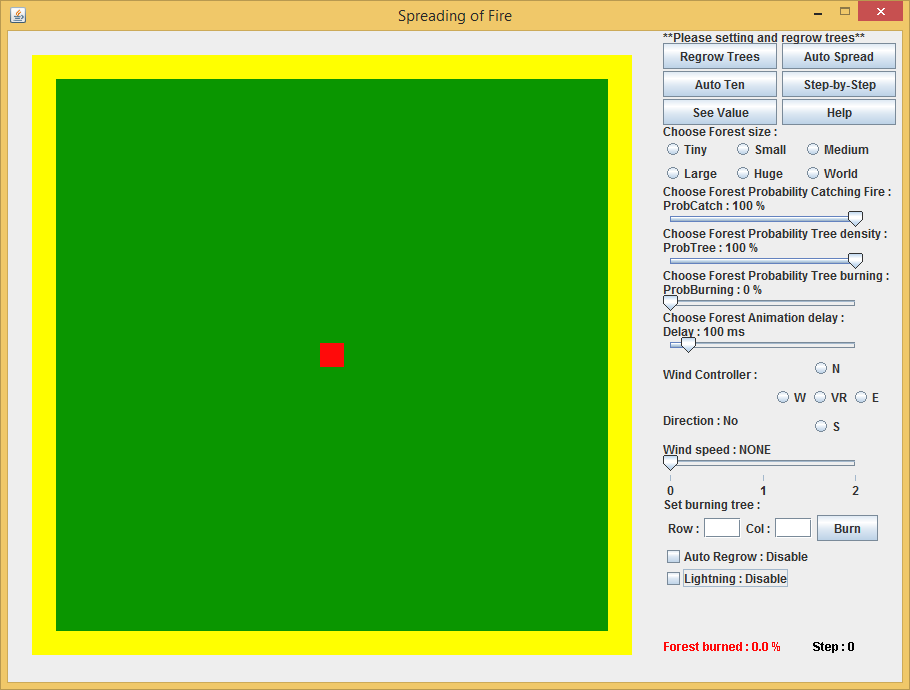 Spreading of Fire
**Please setting and regrow trees**
Regrow Trees Auto Spread
Auto Ten Step-by-Step
See Value Help
Choose Forest size :
Tiny Small Medium
Large Huge World
Choose Forest Probability Catching Fire :
ProbCatch : 100 %
Choose Forest Probability Tree density :
ProbTree : 100 %
Choose Forest Probability Tree burning :
ProbBurning : 0 %
Choose Forest Animation delay :
Delay : 100 ms
N
Wind Controller :
W VR E
Direction : No
S
Wind speed : NONE
0 1 2
Set burning tree :
Row : Col : Burn
Auto Regrow : Disable
Lightning : Disable
Forest burned : 0.0 % Step : 0